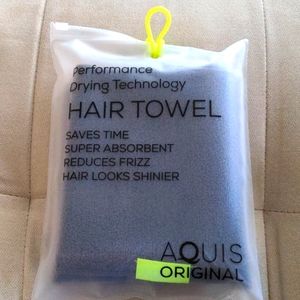 performance
Drying Technology
HAIR TOWEL
SAVES TIME
SUPER ABSORBENT
REDUCES FRIZZ
HAIR LOOKS SHINIER
AQUIS
ORIGINAL